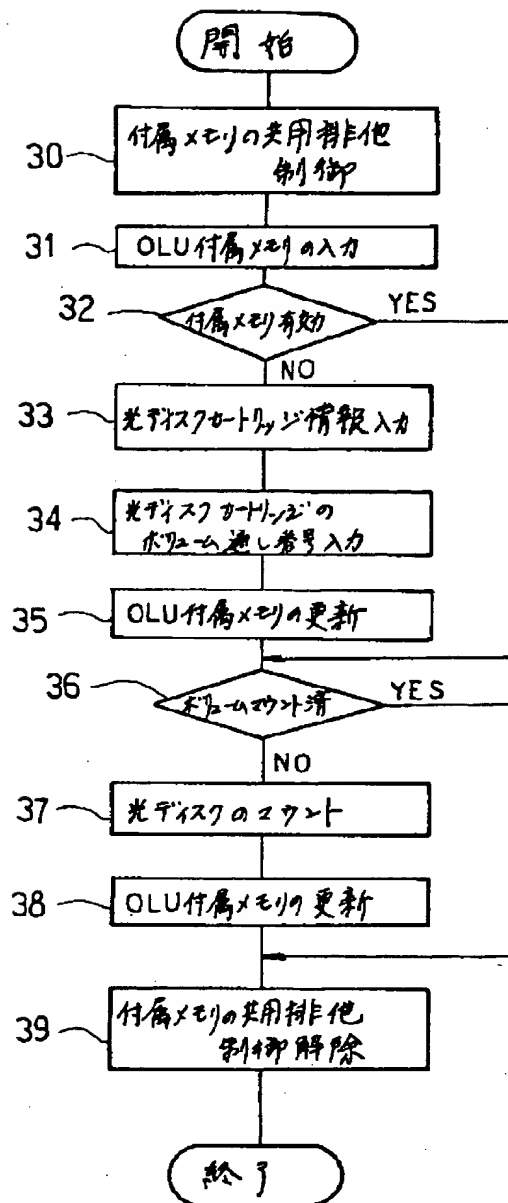 開始
30
付属メモリの共用排他
制御
31
OLU付属メモリの入力
32
付属メモリ有効
YES
NO
33
光ディスクカートリッジ情報入力
34
光ディスクカートリッジの
ボリューム通し番号入力
35
OLU付属メモリの更新
36
ボリュームマウント済
YES
NO
37
光ディスクのマウント
38
OLU付属メモリの更新
39
付属メモリの共用排他
制御解除
終了